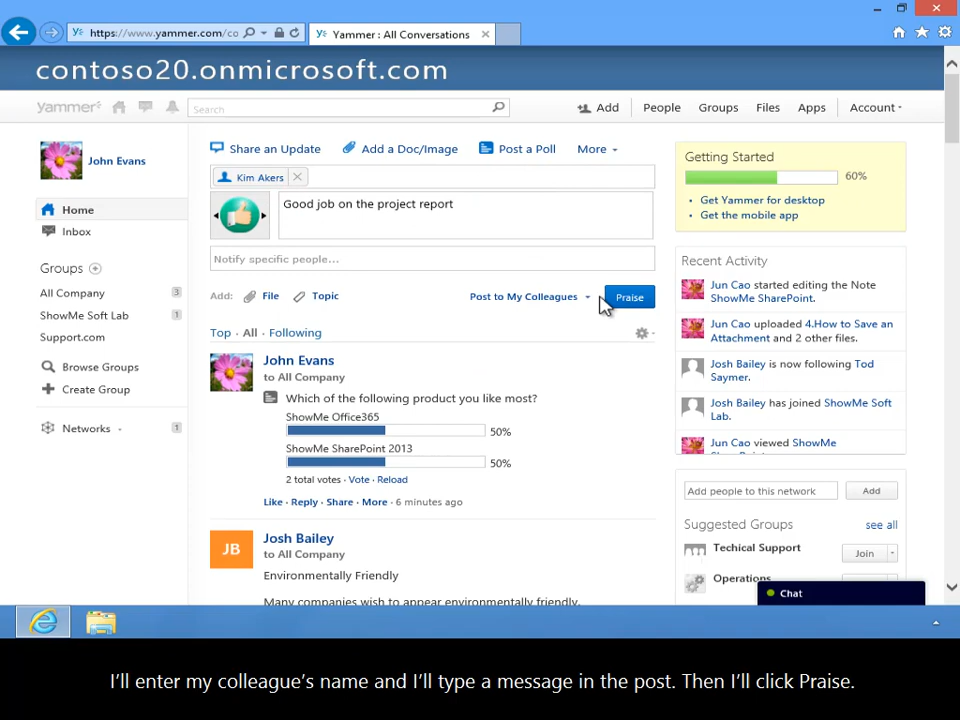 https://www.yammer.com/co
Yammer : All Conversations
contoso20.onmicrosoft.com
yammer
Search
Add
People
Groups
Files
Apps
Account
John Evans
Home
Inbox
Groups
All Company
3
ShowMe Soft Lab
1
Support.com
Browse Groups
Create Group
Networks
1
Share an Update
Add a Doc/Image
Post a Poll
More
Kim Akers
Good job on the project report
Notify specific people...
Add: File Topic
Post to My Colleagues
Praise
Top · All · Following
John Evans
to All Company
Which of the following product you like most?
ShowMe Office365
50%
ShowMe SharePoint 2013
50%
2 total votes · Vote · Reload
Like · Reply · Share · More · 6 minutes ago
JB
Josh Bailey
to All Company
Environmentally Friendly
Many companies wish to appear environmentally friendly.
Getting Started
60%
Get Yammer for desktop
Get the mobile app
Recent Activity
Jun Cao started editing the Note
ShowMe SharePoint.
Jun Cao uploaded 4.How to Save an
Attachment and 2 other files.
Josh Bailey is now following Tod
Saymer.
Josh Bailey has joined ShowMe Soft
Lab.
Jun Cao viewed ShowMe
Add people to this network
Add
Suggested Groups
see all
Techical Support
Join
Operations
Chat
I'll enter my colleague's name and I'll type a message in the post. Then I'll click Praise.